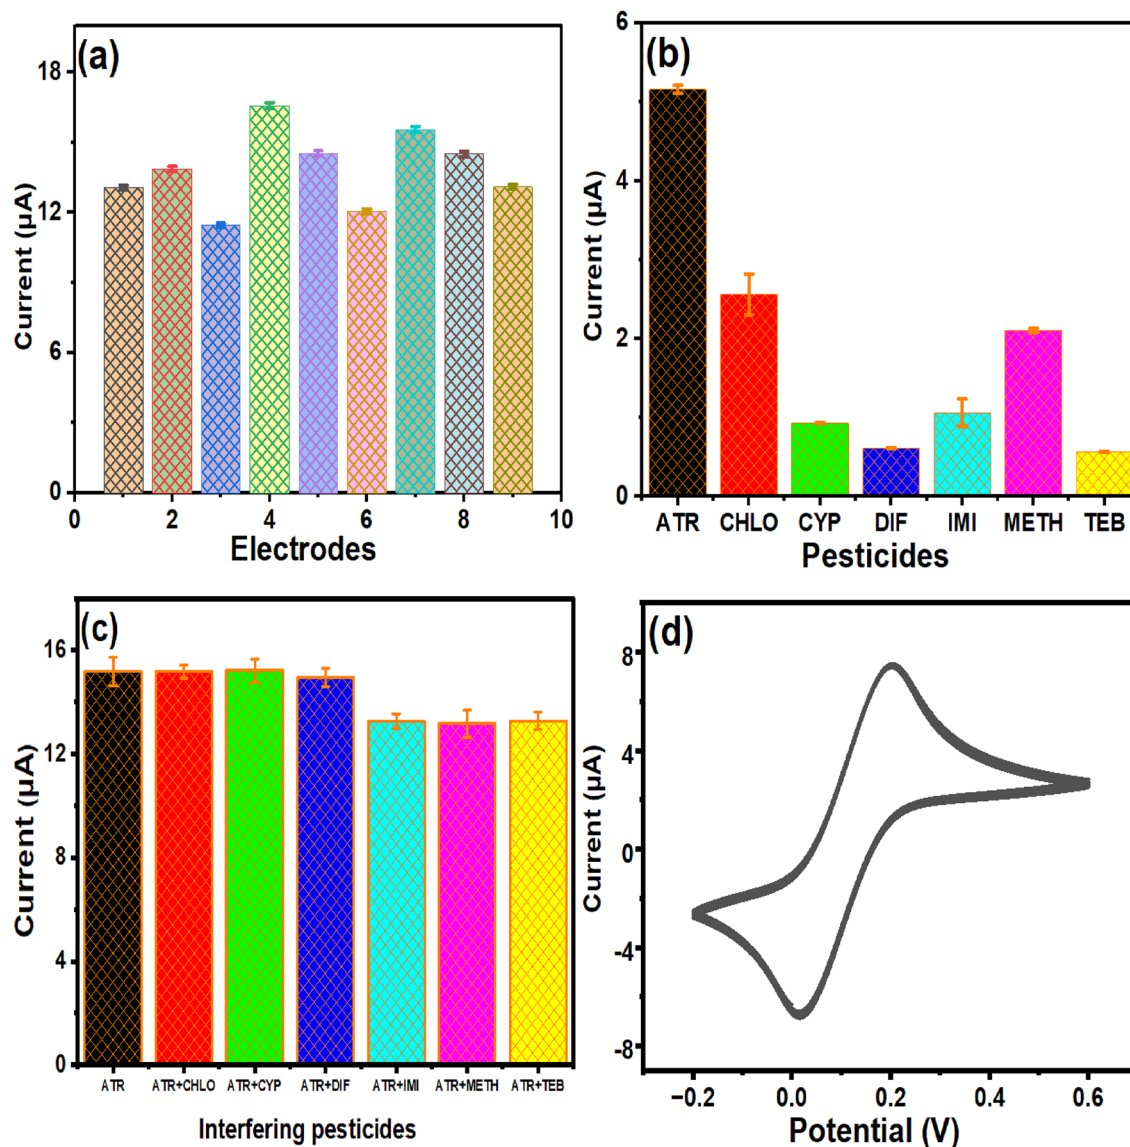 (a)
18
12
6
0
Current (µA)
0 2 4 6 8 10
Electrodes
(b)
6
4
2
0
Current (µA)
ATR CHLO CYP DIF IMI METH TEB
Pesticides
(c)
16
12
8
4
0
Current (µA)
ATR ATR+CHLO ATR+CYP ATR+DIF ATR+IMI ATR+METH ATR+TEB
Interfering pesticides
(d)
8
4
0
-4
-8
Current (µA)
−0.2 0.0 0.2 0.4 0.6
Potential (V)